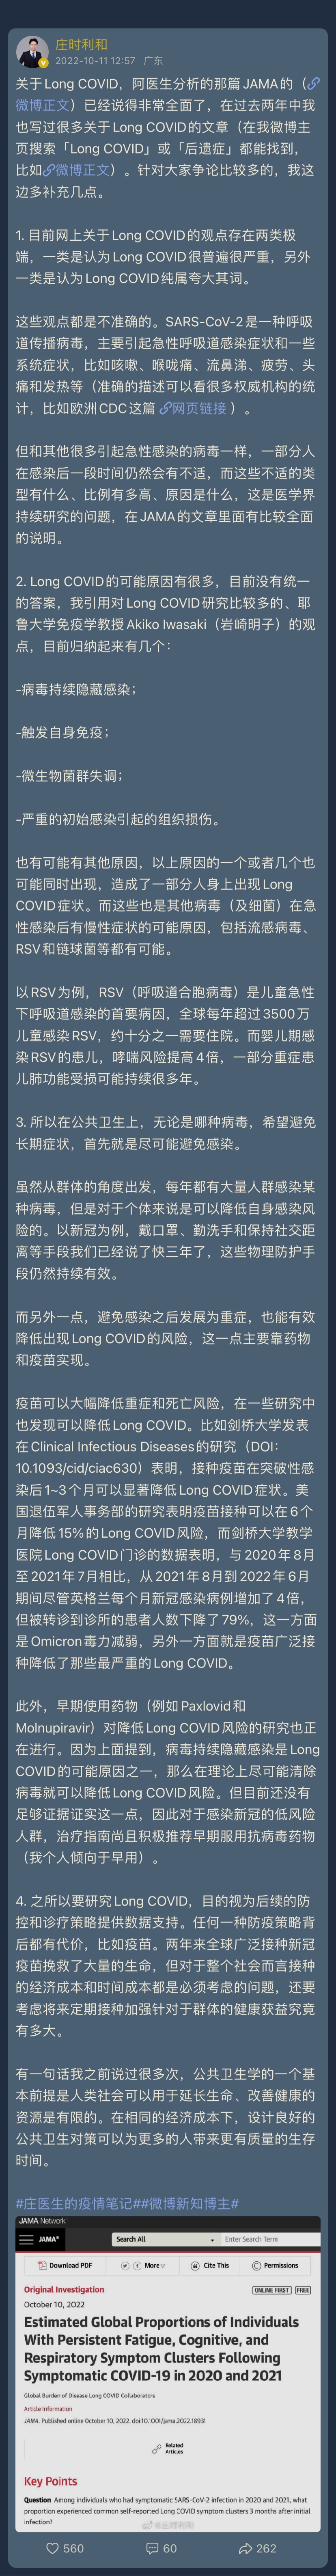 庄时利和
2022-10-11 12:57 广东
关于Long COVID，阿医生分析的那篇JAMA的（
微博正文）已经说得非常全面了，在过去两年中我
也写过很多关于Long COVID的文章（在我微博主
页搜索「Long COVID」或「后遗症」都能找到，
比如微博正文）。针对大家争论比较多的，我这
边多补充几点。
1. 目前网上关于Long COVID的观点存在两类极
端，一类是认为Long COVID很普遍很严重，另外
一类是认为Long COVID纯属夸大其词。
这些观点都是不准确的。SARS-CoV-2是一种呼吸
道传播病毒，主要引起急性呼吸道感染症状和一些
系统症状，比如咳嗽、喉咙痛、流鼻涕、疲劳、头
痛和发热等（准确的描述可以看很多权威机构的统
计，比如欧洲CDC这篇 网页链接 ）。
但和其他很多引起急性感染的病毒一样，一部分人
在感染后一段时间仍然会有不适，而这些不适的类
型有什么、比例有多高、原因是什么，这是医学界
持续研究的问题，在JAMA的文章里面有比较全面
的说明。
2. Long COVID的可能原因有很多，目前没有统一
的答案，我引用对Long COVID研究比较多的、耶
鲁大学免疫学教授Akiko Iwasaki（岩崎明子）的观
点，目前归纳起来有几个：
-病毒持续隐藏感染；
-触发自身免疫；
-微生物菌群失调；
-严重的初始感染引起的组织损伤。
也有可能有其他原因，以上原因的一个或者几个也
可能同时出现，造成了一部分人身上出现Long
COVID症状。而这些也是其他病毒（及细菌）在急
性感染后有慢性症状的可能原因，包括流感病毒、
RSV和链球菌等都有可能。
以RSV为例，RSV（呼吸道合胞病毒）是儿童急性
下呼吸道感染的首要病因，全球每年超过3500万
儿童感染RSV，约十分之一需要住院。而婴儿期感
染RSV的患儿，哮喘风险提高4倍，一部分重症患
儿肺功能受损可能持续很多年。
3. 所以在公共卫生上，无论是哪种病毒，希望避免
长期症状，首先就是尽可能避免感染。
虽然从群体的角度出发，每年都有大量人群感染某
种病毒，但是对于个体来说是可以降低自身感染风
险的。以新冠为例，戴口罩、勤洗手和保持社交距
离等手段我们已经说了快三年了，这些物理防护手
段仍然持续有效。
而另外一点，避免感染之后发展为重症，也能有效
降低出现Long COVID的风险，这一点主要靠药物
和疫苗实现。
疫苗可以大幅降低重症和死亡风险，在一些研究中
也发现可以降低Long COVID。比如剑桥大学发表
在Clinical Infectious Diseases的研究（DOI：
10.1093/cid/ciac630）表明，接种疫苗在突破性感
染后1~3个月可以显著降低Long COVID症状。美
国退伍军人事务部的研究表明疫苗接种可以在6个
月降低15%的Long COVID风险，而剑桥大学教学
医院Long COVID门诊的数据表明，与2020年8月
至2021年7月相比，从2021年8月到2022年6月
期间尽管英格兰每个月新冠感染病例增加了4倍，
但被转诊到诊所的患者人数下降了79%，这一方面
是Omicron毒力减弱，另外一方面就是疫苗广泛接
种降低了那些最严重的Long COVID。
此外，早期使用药物（例如Paxlovid和
Molnupiravir）对降低Long COVID风险的研究也正
在进行。因为上面提到，病毒持续隐藏感染是Long
COVID的可能原因之一，那么在理论上尽可能清除
病毒就可以降低Long COVID风险。但目前还没有
足够证据证实这一点，因此对于感染新冠的低风险
人群，治疗指南尚且积极推荐早期服用抗病毒药物
（我个人倾向于早用）。
4. 之所以要研究Long COVID，目的视为后续的防
控和诊疗策略提供数据支持。任何一种防疫策略背
后都有代价，比如疫苗。两年来全球广泛接种新冠
疫苗挽救了大量的生命，但对于整个社会而言接种
的经济成本和时间成本都是必须考虑的问题，还要
考虑将来定期接种加强针对于群体的健康获益究竟
有多大。
有一句话我之前说过很多次，公共卫生学的一个基
本前提是人类社会可以用于延长生命、改善健康的
资源是有限的。在相同的经济成本下，设计良好的
公共卫生对策可以为更多的人带来更有质量的生存
时间。
#庄医生的疫情笔记##微博新知博主#
JAMA Network
JAMA
Search All
Enter Search Term
Download PDF
More
Cite This
Permissions
Original Investigation
ONLINE FIRST FREE
October 10, 2022
Estimated Global Proportions of Individuals
With Persistent Fatigue, Cognitive, and
Respiratory Symptom Clusters Following
Symptomatic COVID-19 in 2020 and 2021
Global Burden of Disease Long COVID Collaborators
Article Information
JAMA. Published online October 10, 2022. doi:10.1001/jama.2022.18931
Related
Articles
Key Points
Question Among individuals who had symptomatic SARS-CoV-2 infection in 2020 and 2021, what
proportion experienced common self-reported Long COVID symptom clusters 3 months after initial
infection?
@庄时利和
560
60
262